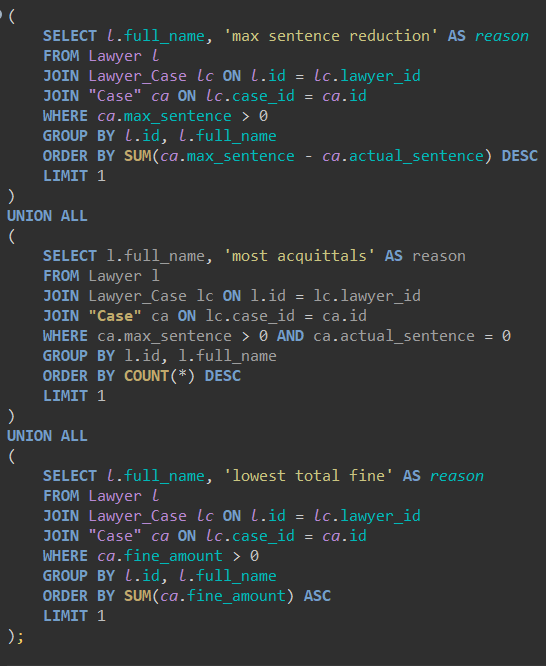 (
    SELECT l.full_name, 'max sentence reduction' AS reason
    FROM Lawyer l
    JOIN Lawyer_Case lc ON l.id = lc.lawyer_id
    JOIN "Case" ca ON lc.case_id = ca.id
    WHERE ca.max_sentence > 0
    GROUP BY l.id, l.full_name
    ORDER BY SUM(ca.max_sentence - ca.actual_sentence) DESC
    LIMIT 1
)
UNION ALL
(
    SELECT l.full_name, 'most acquittals' AS reason
    FROM Lawyer l
    JOIN Lawyer_Case lc ON l.id = lc.lawyer_id
    JOIN "Case" ca ON lc.case_id = ca.id
    WHERE ca.max_sentence > 0 AND ca.actual_sentence = 0
    GROUP BY l.id, l.full_name
    ORDER BY COUNT(*) DESC
    LIMIT 1
)
UNION ALL
(
    SELECT l.full_name, 'lowest total fine' AS reason
    FROM Lawyer l
    JOIN Lawyer_Case lc ON l.id = lc.lawyer_id
    JOIN "Case" ca ON lc.case_id = ca.id
    WHERE ca.fine_amount > 0
    GROUP BY l.id, l.full_name
    ORDER BY SUM(ca.fine_amount) ASC
    LIMIT 1
);